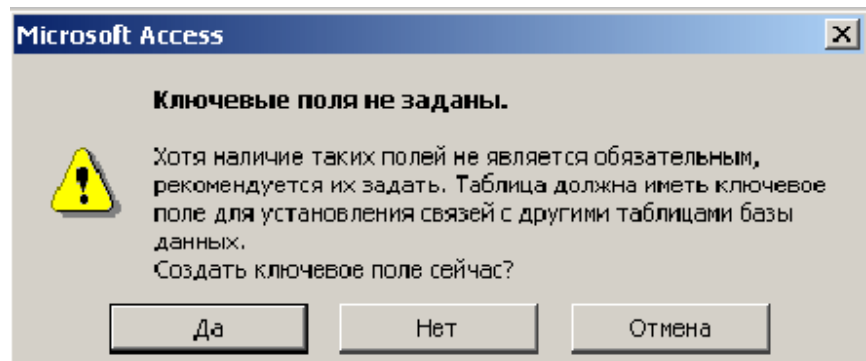 Microsoft Access
Ключевые поля не заданы.
Хотя наличие таких полей не является обязательным,
рекомендуется их задать. Таблица должна иметь ключевое
поле для установления связей с другими таблицами базы
данных.
Создать ключевое поле сейчас?
Да Нет Отмена